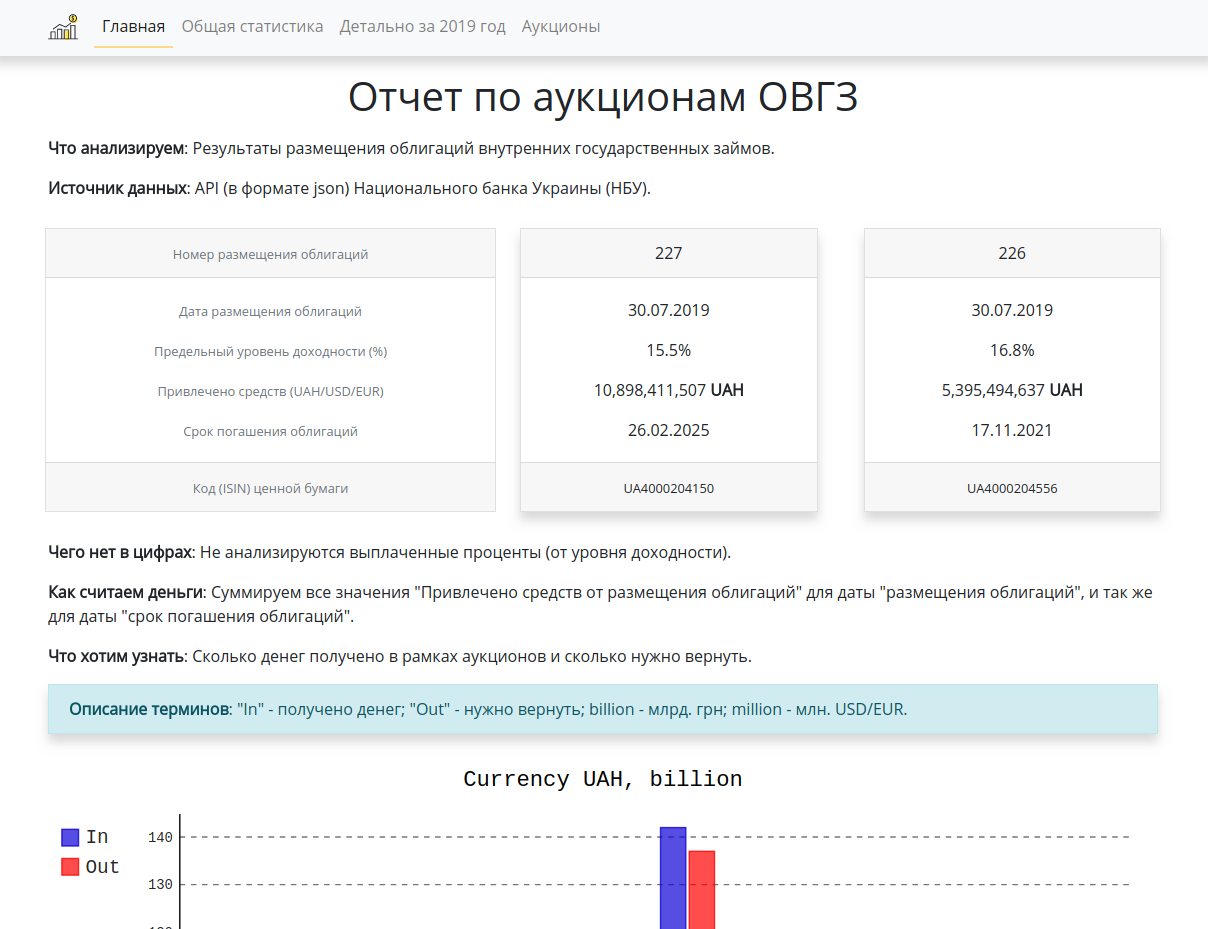 Главная Общая статистика Детально за 2019 год Аукционы
Отчет по аукционам ОВГЗ
Что анализируем: Результаты размещения облигаций внутренних государственных займов.
Источник данных: API (в формате json) Национального банка Украины (НБУ).
Номер размещения облигаций 227 226
Дата размещения облигаций 30.07.2019 30.07.2019
Предельный уровень доходности (%) 15.5% 16.8%
Привлечено средств (UAH/USD/EUR) 10,898,411,507 UAH 5,395,494,637 UAH
Срок погашения облигаций 26.02.2025 17.11.2021
Код (ISIN) ценной бумаги UA4000204150 UA4000204556
Чего нет в цифрах: Не анализируются выплаченные проценты (от уровня доходности).
Как считаем деньги: Суммируем все значения "Привлечено средств от размещения облигаций" для даты "размещения облигаций", и так же
для даты "срок погашения облигаций".
Что хотим узнать: Сколько денег получено в рамках аукционов и сколько нужно вернуть.
Описание терминов: "In" - получено денег; "Out" - нужно вернуть; billion - млрд. грн; million - млн. USD/EUR.
Currency UAH, billion
In
Out
140
130